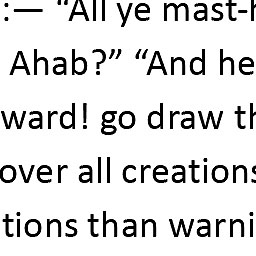 :— “All ye mast-h
Ahab?” “And he
ward! go draw th
over all creations
tions than warni